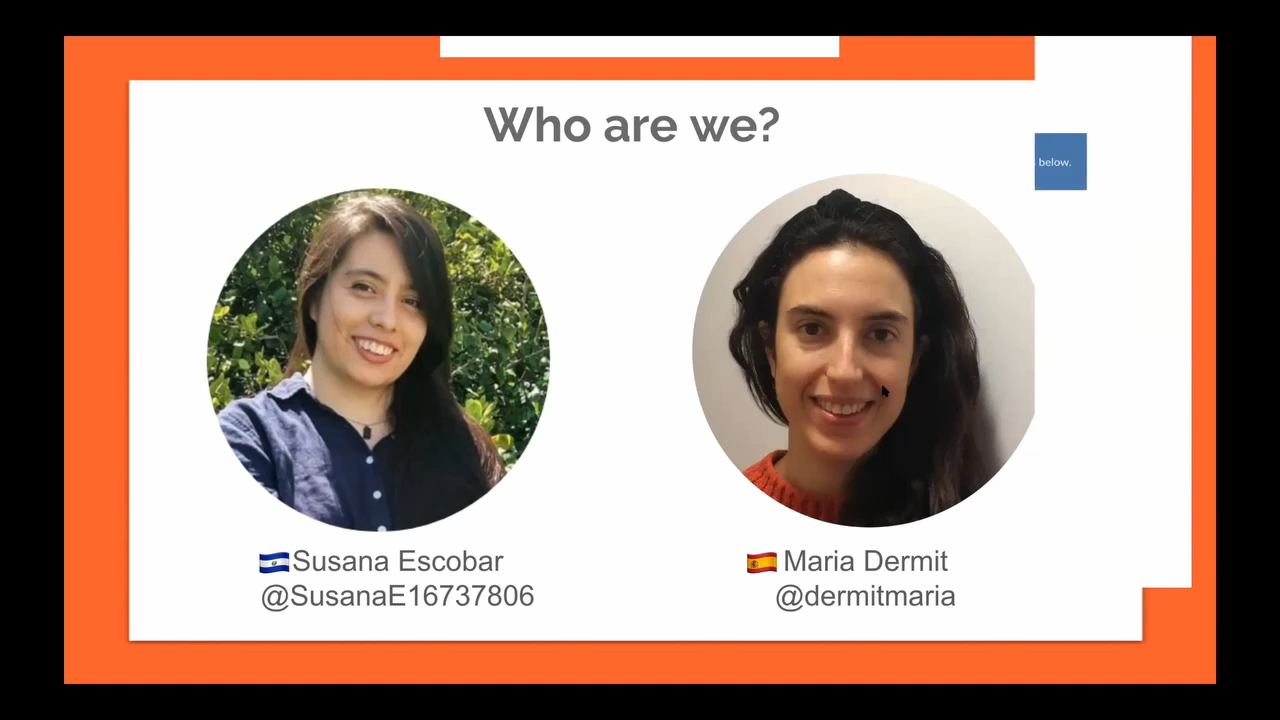 Who are we?
below.
Susana Escobar
@SusanaE16737806
Maria Dermit
@dermitmaria